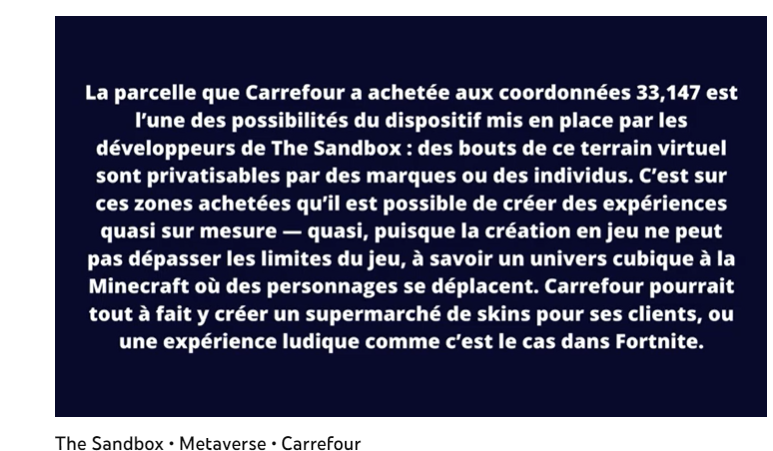 La parcelle que Carrefour a achetée aux coordonnées 33,147 est
l’une des possibilités du dispositif mis en place par les
développeurs de The Sandbox : des bouts de ce terrain virtuel
sont privatisables par des marques ou des individus. C’est sur
ces zones achetées qu’il est possible de créer des expériences
quasi sur mesure — quasi, puisque la création en jeu ne peut
pas dépasser les limites du jeu, à savoir un univers cubique à la
Minecraft où des personnages se déplacent. Carrefour pourrait
tout à fait y créer un supermarché de skins pour ses clients, ou
une expérience ludique comme c’est le cas dans Fortnite.
The Sandbox • Metaverse • Carrefour